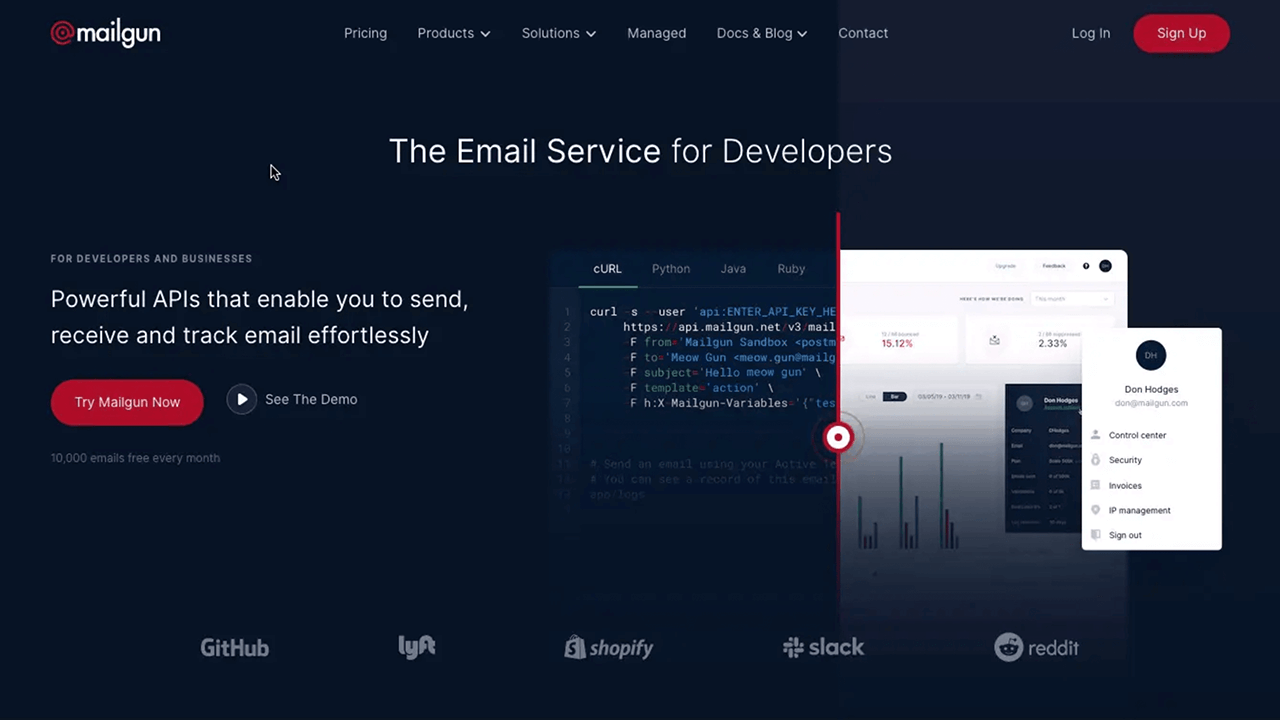 @mailgun
Pricing
Products
Solutions
Managed
Docs & Blog
Contact
Log In
Sign Up
The Email Service for Developers
FOR DEVELOPERS AND BUSINESSES
Powerful APIs that enable you to send,
receive and track email effortlessly
Try Mailgun Now
See The Demo
10,000 emails free every month
cURL Python Java Ruby
1 curl -s --user 'api:ENTER_API_KEY_HE
2 https://api.mailgun.net/v3/mail
3 -F from='Mailgun Sandbox <postm
4 -F to='Meow Gun <meow.gun@mailg
5 -F subject='Hello meow gun' \
6 -F template='action' \
7 -F h:X-Mailgun-Variables='{"tes
8
9
10
11 # Send an email using your Active Te
12 # You can see a record of this emai
app/logs
Upgrade
Feedback
?
DH
HERE'S HOW WE'RE DOING
This month
15.12%
2.33%
Line
Bar
Don Hodges
Company
Email
Plan
DH
Don Hodges
don@mailgun.com
Control center
Security
Invoices
IP management
Sign out
GitHub
lyft
shopify
slack
reddit